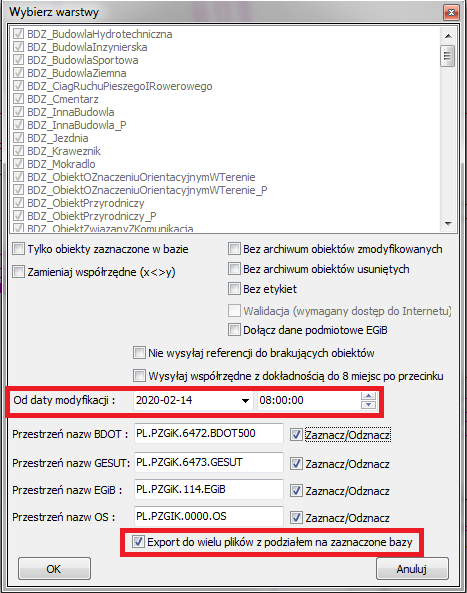 Wybierz warstwy
BDZ_BudowlaHydrotechniczna
BDZ_BudowlaInzynierska
BDZ_BudowlaSportowa
BDZ_BudowlaZiemna
BDZ_CiagRuchuPieszegoIRowerowego
BDZ_Cmentarz
BDZ_InnaBudowla
BDZ_InnaBudowla_P
BDZ_Jezdnia
BDZ_Kraweznik
BDZ_Mokradlo
BDZ_ObiektOZnaczeniuOrientacyjnymWTerenie
BDZ_ObiektOZnaczeniuOrientacyjnymWTerenie_P
BDZ_ObiektPrzyrodniczy
BDZ_ObiektPrzyrodniczy_P
BDZ_ObiektZwiazanyZKomunikacja
Tylko obiekty zaznaczone w bazie
Bez archiwum obiektów zmodyfikowanych
Zamieniaj współrzędne (x<>y)
Bez archiwum obiektów usuniętych
Bez etykiet
Walidacja (wymagany dostęp do Internetu)
Dołącz dane podmiotowe EGiB
Nie wysyłaj referencji do brakujących obiektów
Wysyłaj współrzędne z dokładnością do 8 miejsc po przecinku
Od daty modyfikacji : 2020-02-14 08:00:00
Przestrzeń nazw BDOT : PL.PZGiK.6472.BDOT500 Zaznacz/Odznacz
Przestrzeń nazw GESUT: PL.PZGiK.6473.GESUT Zaznacz/Odznacz
Przestrzeń nazw EGiB : PL.PZGiK.114.EGiB Zaznacz/Odznacz
Przestrzeń nazw OS : PL.PZGIK.0000.OS Zaznacz/Odznacz
Export do wielu plików z podziałem na zaznaczone bazy
OK Anuluj